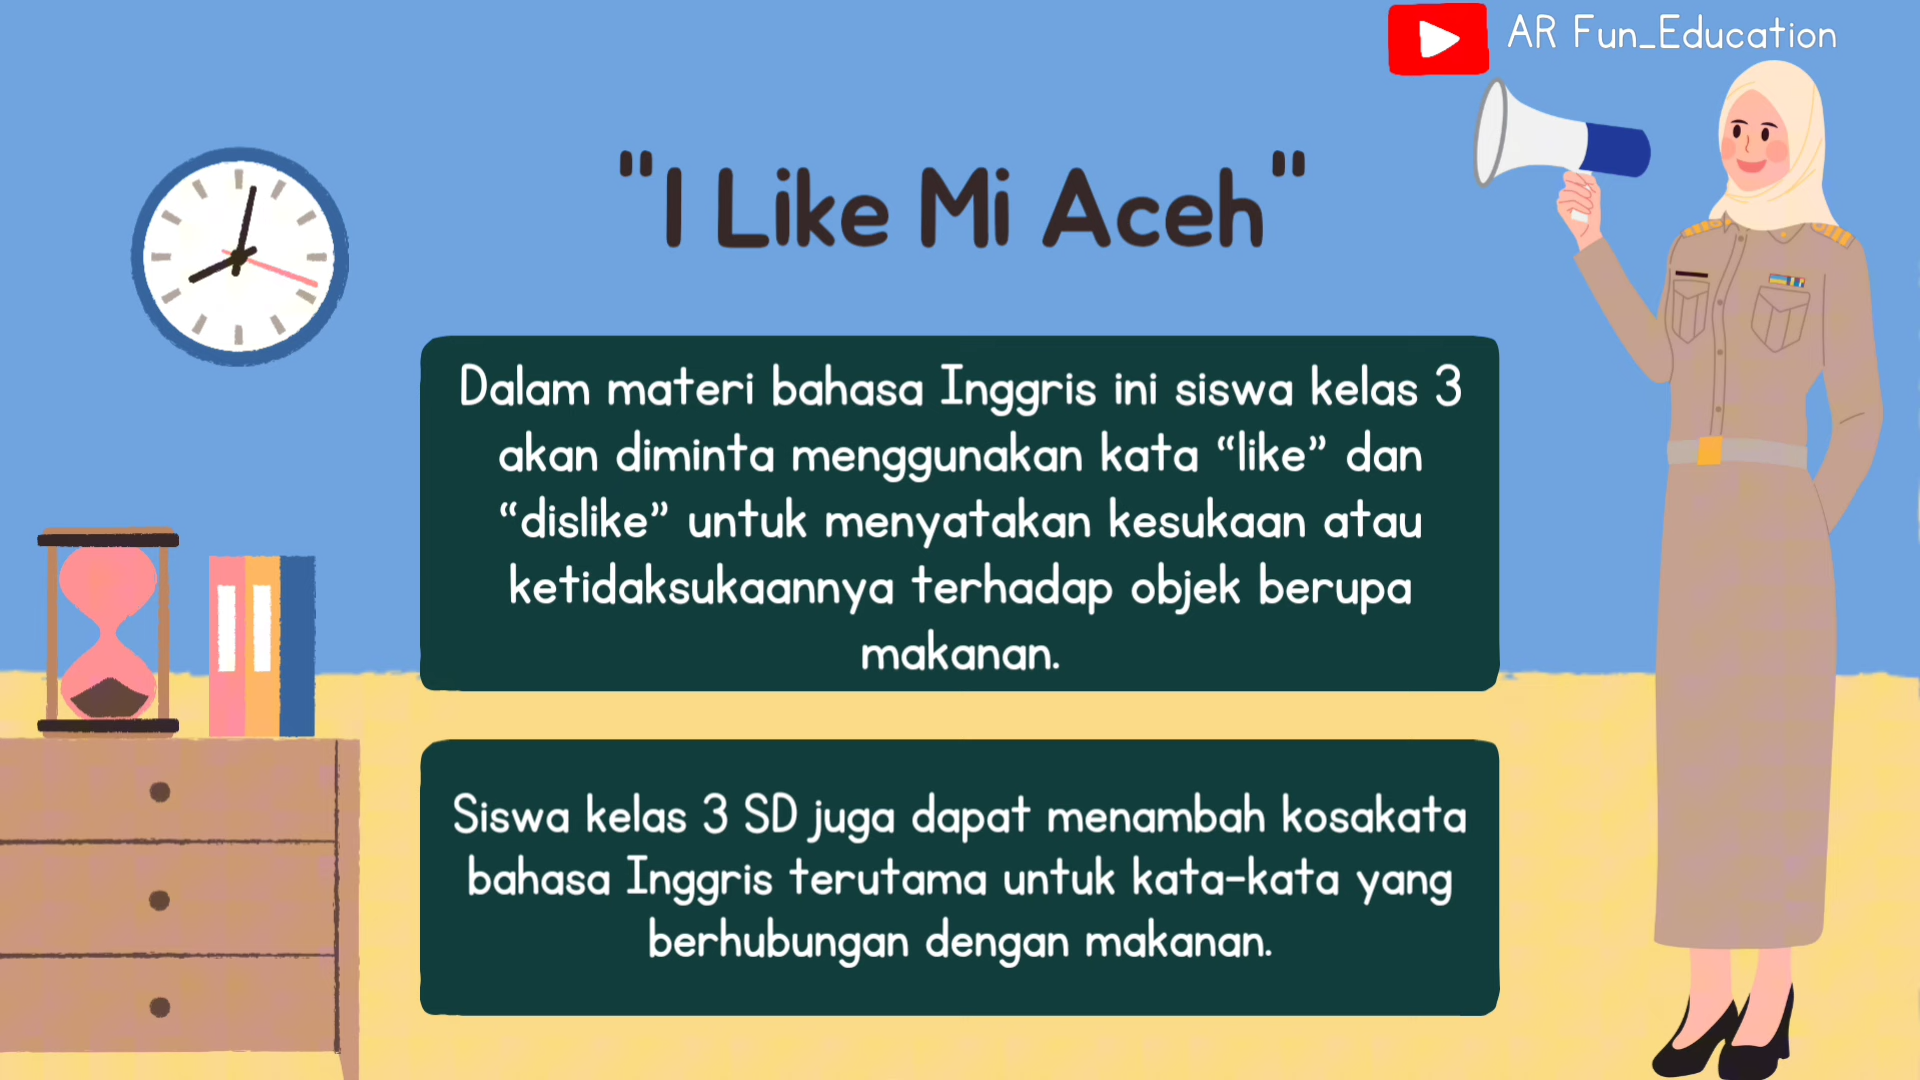 AR Fun_Education
"I Like Mi Aceh"
Dalam materi bahasa Inggris ini siswa kelas 3
akan diminta menggunakan kata “like” dan
“dislike” untuk menyatakan kesukaan atau
ketidaksukaannya terhadap objek berupa
makanan.
Siswa kelas 3 SD juga dapat menambah kosakata
bahasa Inggris terutama untuk kata-kata yang
berhubungan dengan makanan.